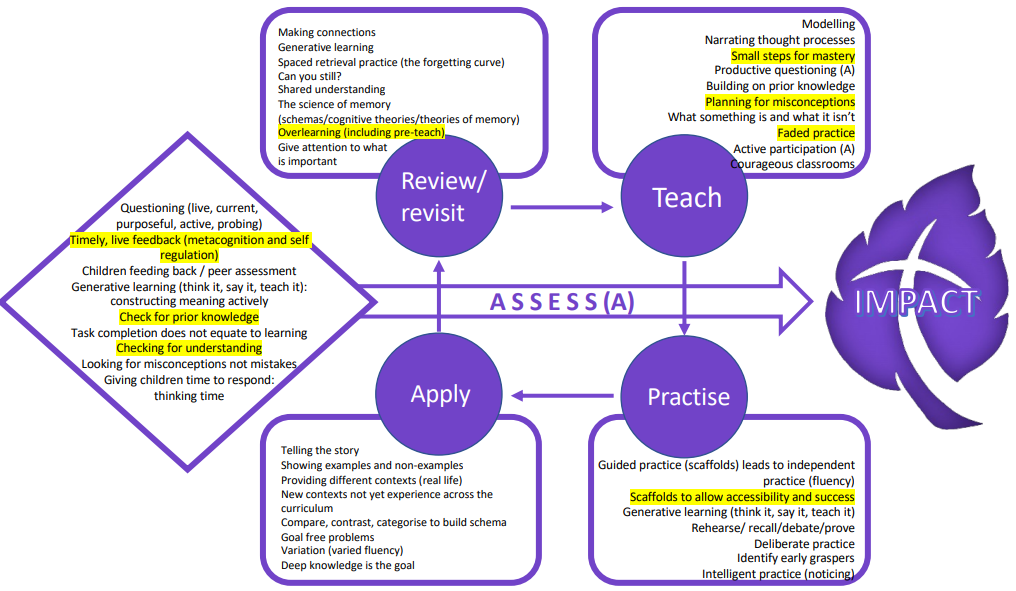 Making connections
Generative learning
Spaced retrieval practice (the forgetting curve)
Can you still?
Shared understanding
The science of memory
(schemas/cognitive theories/theories of memory)
Overlearning (including pre-teach)
Give attention to what
is important
Review/
revisit
Modelling
Narrating thought processes
Small steps for mastery
Productive questioning (A)
Building on prior knowledge
Planning for misconceptions
What something is and what it isn't
Faded practice
Active participation (A)
Courageous classrooms
Teach
Questioning (live, current,
purposeful, active, probing)
Timely, live feedback (metacognition and self
regulation)
Children feeding back / peer assessment
Generative learning (think it, say it, teach it):
constructing meaning actively
Check for prior knowledge
Task completion does not equate to learning
Checking for understanding
Looking for misconceptions not mistakes
Giving children time to respond:
thinking time
ASSESS (A)
IMPACT
Apply
Telling the story
Showing examples and non-examples
Providing different contexts (real life)
New contexts not yet experience across the
curriculum
Compare, contrast, categorise to build schema
Goal free problems
Variation (varied fluency)
Deep knowledge is the goal
Practise
Guided practice (scaffolds) leads to independent
practice (fluency)
Scaffolds to allow accessibility and success
Generative learning (think it, say it, teach it)
Rehearse/ recall/debate/prove
Deliberate practice
Identify early graspers
Intelligent practice (noticing)